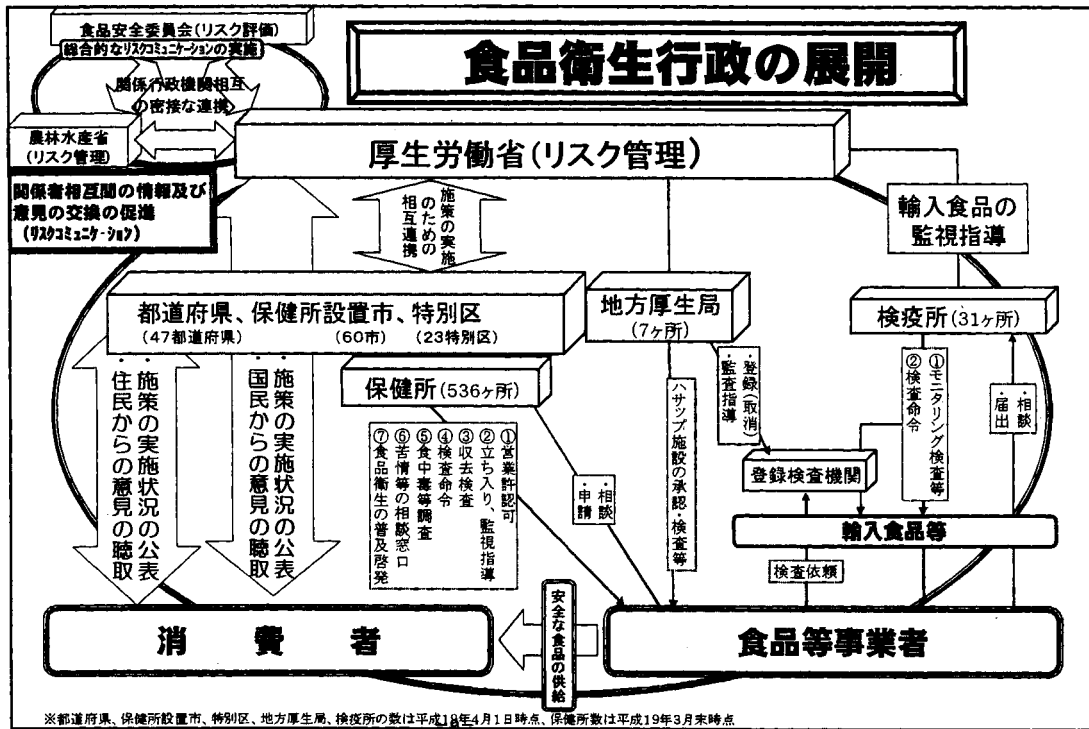 食品安全委員会(リスク評価)
総合的なリスクコミュニケーションの実施
食品衛生行政の展開
関係行政機関相互
の密接な連携
農林水産省
(リスク管理)
厚生労働省(リスク管理)
関係者相互間の情報及び
意見の交換の促進
(リスクコミュニケーション)
施策の実施
のための
相互連携
輸入食品の
監視指導
都道府県、保健所設置市、特別区
(47都道府県)
(60市)
(23特別区)
地方厚生局
(7ヶ所)
検疫所(31ヶ所)
保健所(536ヶ所)
・施策の実施状況の公表
・住民からの意見の聴取
・施策の実施状況の公表
・国民からの意見の聴取
①営業許認可
②立ち入り、監視指導
③収去検査
④検査命令
⑤食中毒等調査
⑥苦情等の相談窓口
⑦食品衛生の普及啓発
・相談
・申請
ハサップ施設の承認・検査等
・登録(取消)
・監査指導
①モニタリング検査等
②検査命令
・相談
・届出
登録検査機関
輸入食品等
検査依頼
消費者
安全な食品の供給
食品等事業者
※都道府県、保健所設置市、特別区、地方厚生局、検疫所の数は平成19年4月1日時点、保健所数は平成19年3月末時点